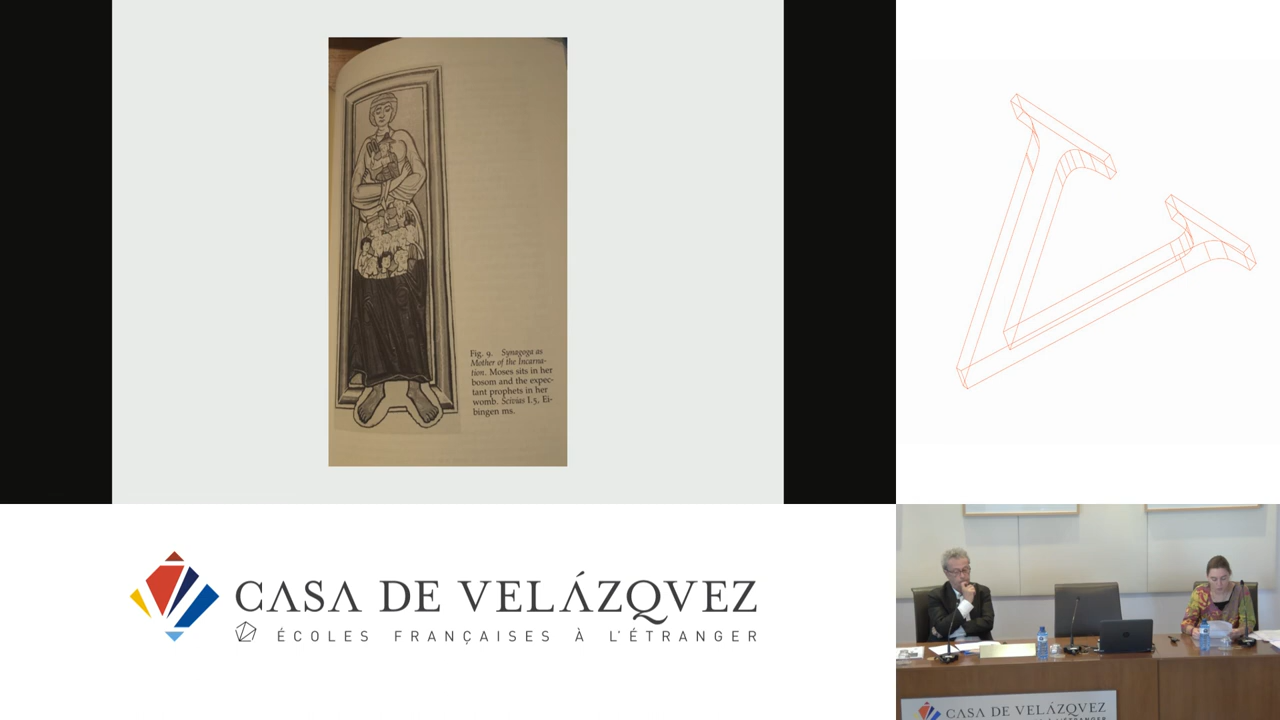 Fig. 9. Synagoga as
Mother of the Incarna-
tion. Moses sits in her
bosom and the expec-
tant prophets in her
womb. Scivias I.5, Ei-
bingen ms.
CASA DE VELÁZQVEZ
ÉCOLES FRANÇAISES À L'ÉTRANGER
CASA DE VELÁZQVEZ